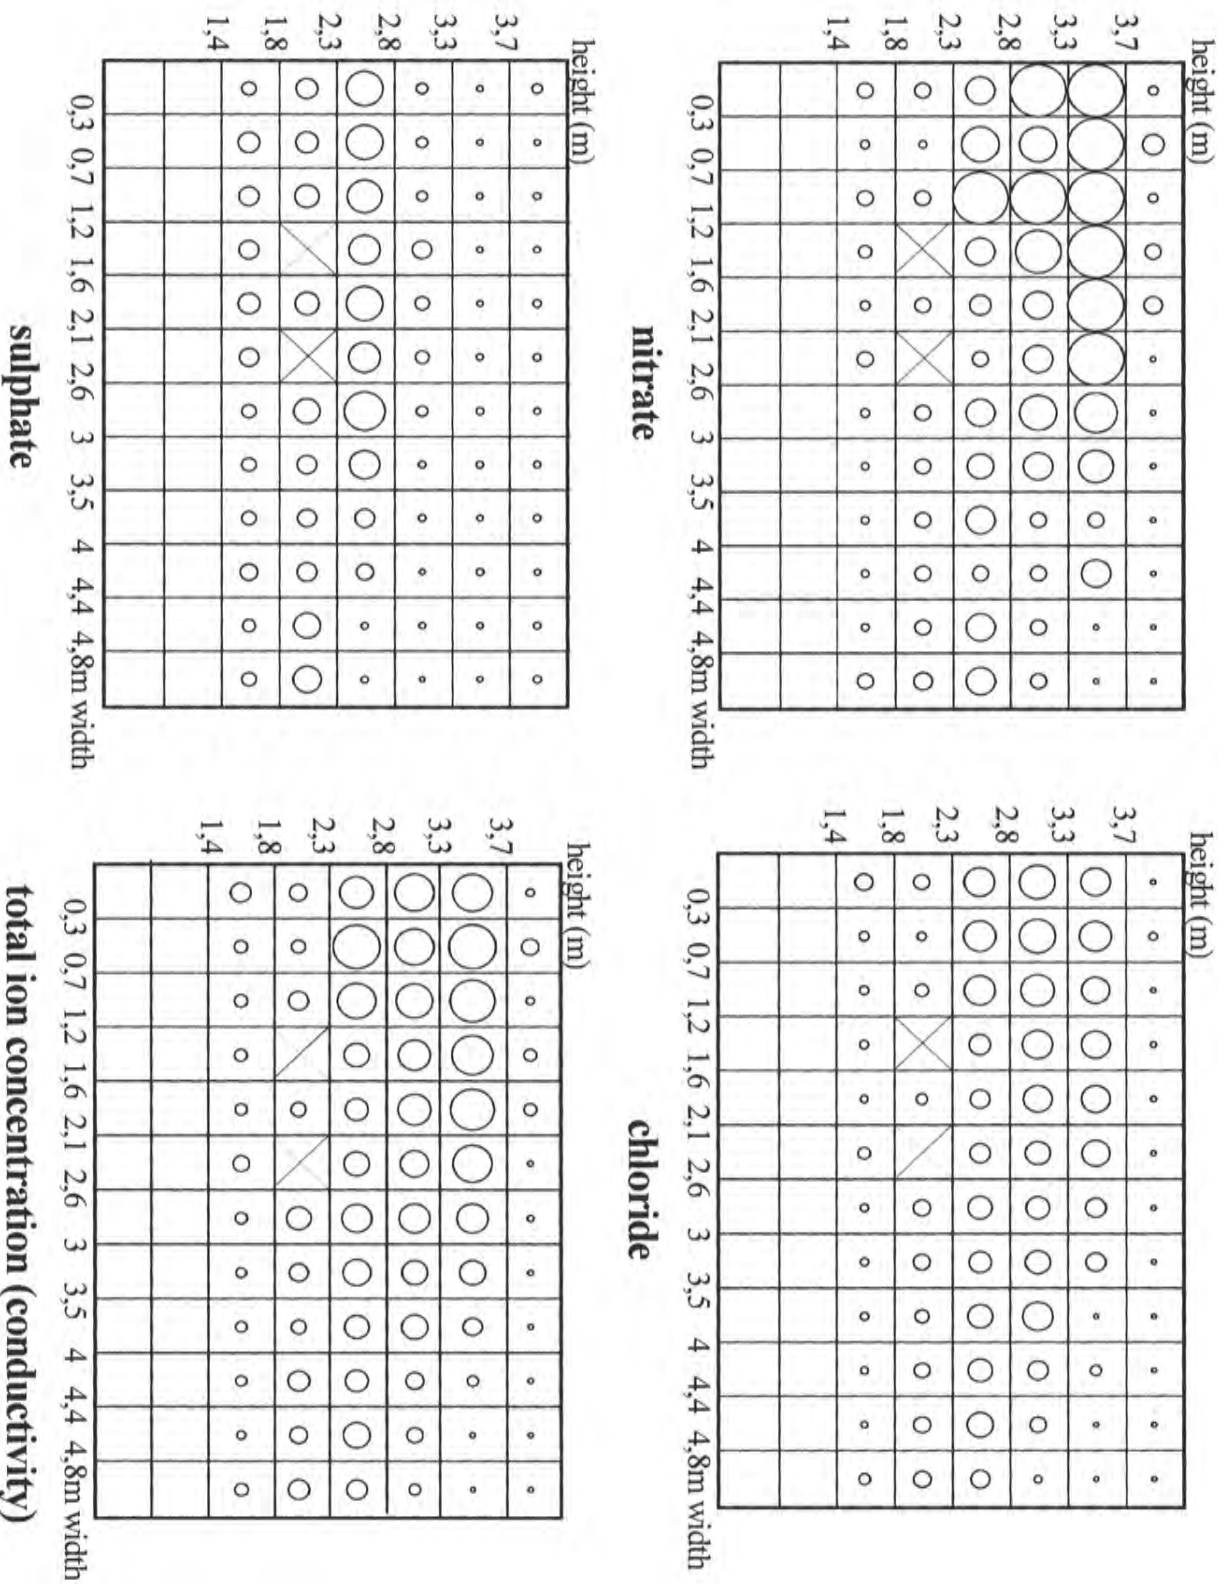 height (m)
3,7
3,3
2,8
2,3
1,8
1,4
0,3 0,7 1,2 1,6 2,1 2,6 3 3,5 4 4,4 4,8m width
nitrate
height (m)
3,7
3,3
2,8
2,3
1,8
1,4
0,3 0,7 1,2 1,6 2,1 2,6 3 3,5 4 4,4 4,8m width
chloride
height (m)
3,7
3,3
2,8
2,3
1,8
1,4
0,3 0,7 1,2 1,6 2,1 2,6 3 3,5 4 4,4 4,8m width
sulphate
height (m)
3,7
3,3
2,8
2,3
1,8
1,4
0,3 0,7 1,2 1,6 2,1 2,6 3 3,5 4 4,4 4,8m width
total ion concentration (conductivity)